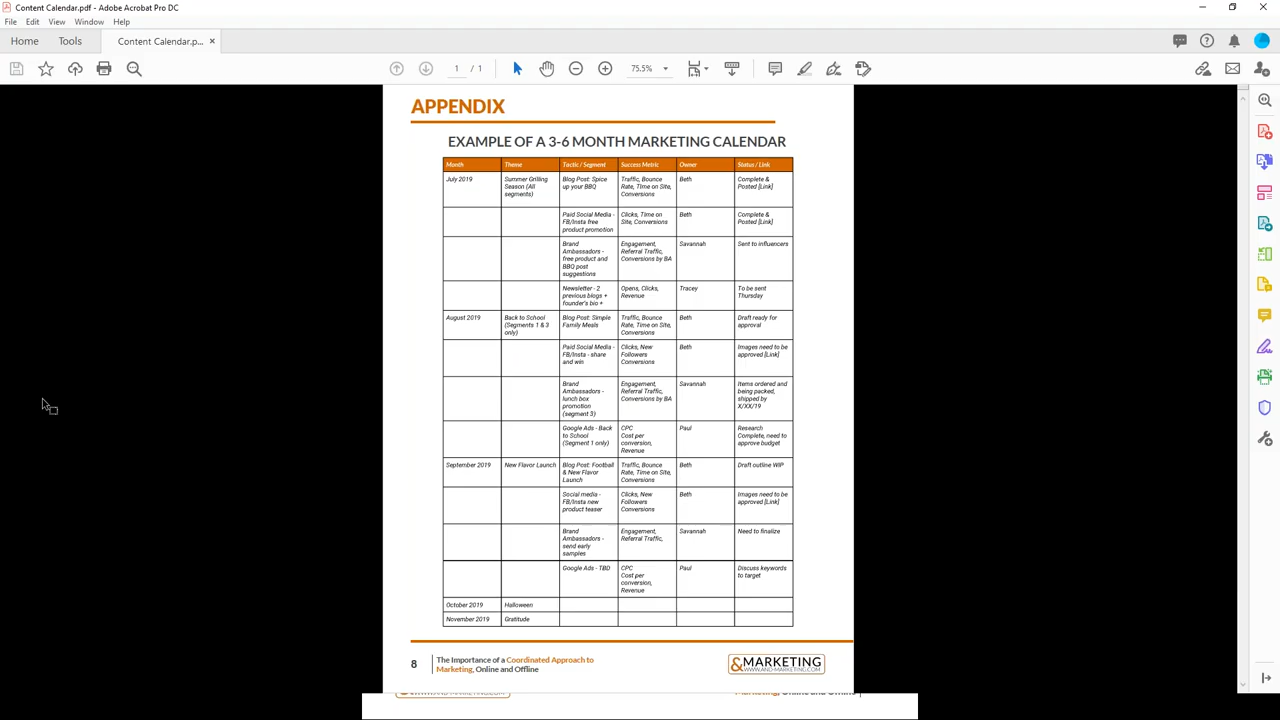 Content Calendar.pdf - Adobe Acrobat Pro DC
File Edit View Window Help
Home Tools Content Calendar.p... ×
1 / 1 75.5%
APPENDIX
EXAMPLE OF A 3-6 MONTH MARKETING CALENDAR
Month Theme Tactic / Segment Success Metric Owner Status / Link
July 2019 Summer Grilling Blog Post: Spice Traffic, Bounce Beth Complete &
Season (All up your BBQ Rate, Time on Site, Posted [Link]
segments) Conversions
Paid Social Media - Clicks, Time on Beth Complete &
FB/Insta free Site, Conversions Posted [Link]
product promotion
Brand Engagement, Savannah Sent to influencers
Ambassadors - Referral Traffic,
free product and Conversions by BA
BBQ post
suggestions
Newsletter - 2 Opens, Clicks, Tracey To be sent
previous blogs + Revenue Thursday
founder's bio +
August 2019 Back to School Blog Post: Simple Traffic, Bounce Beth Draft ready for
(Segments 1 & 3 Family Meals Rate, Time on Site, approval
only) Conversions
Paid Social Media - Clicks, New Beth Images need to be
FB/Insta - share Followers approved [Link]
and win Conversions
Brand Engagement, Savannah Items ordered and
Ambassadors - Referral Traffic, being packed,
lunch box Conversions by BA shipped by
promotion X/XX/19
(segment 3)
Google Ads - Back CPC Paul Research
to School Cost per Complete, need to
(Segment 1 only) conversion, approve budget
Revenue
September 2019 New Flavor Launch Blog Post: Football Traffic, Bounce Beth Draft outline WIP
& New Flavor Rate, Time on Site,
Launch Conversions
Social media - Clicks, New Beth Images need to be
FB/Insta new Followers approved [Link]
product teaser Conversions
Brand Engagement, Savannah Need to finalize
Ambassadors - Referral Traffic,
send early
samples
Google Ads - TBD CPC Paul Discuss keywords
Cost per to target
conversion,
Revenue
October 2019 Halloween
November 2019 Gratitude
8 The Importance of a Coordinated Approach to
Marketing, Online and Offline
&MARKETING
WWW.AND-MARKETING.COM
Marketing, Online and Offline